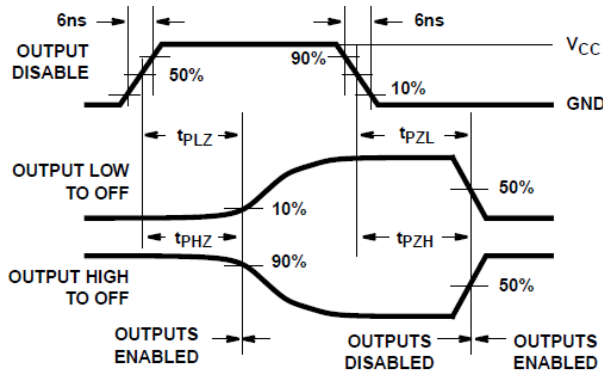 6ns
6ns
OUTPUT
DISABLE
90%
50%
10%
VCC
GND
tPLZ
tPZL
OUTPUT LOW
TO OFF
10%
50%
tPHZ
tPZH
OUTPUT HIGH
TO OFF
90%
50%
OUTPUTS
ENABLED
OUTPUTS
DISABLED
OUTPUTS
ENABLED